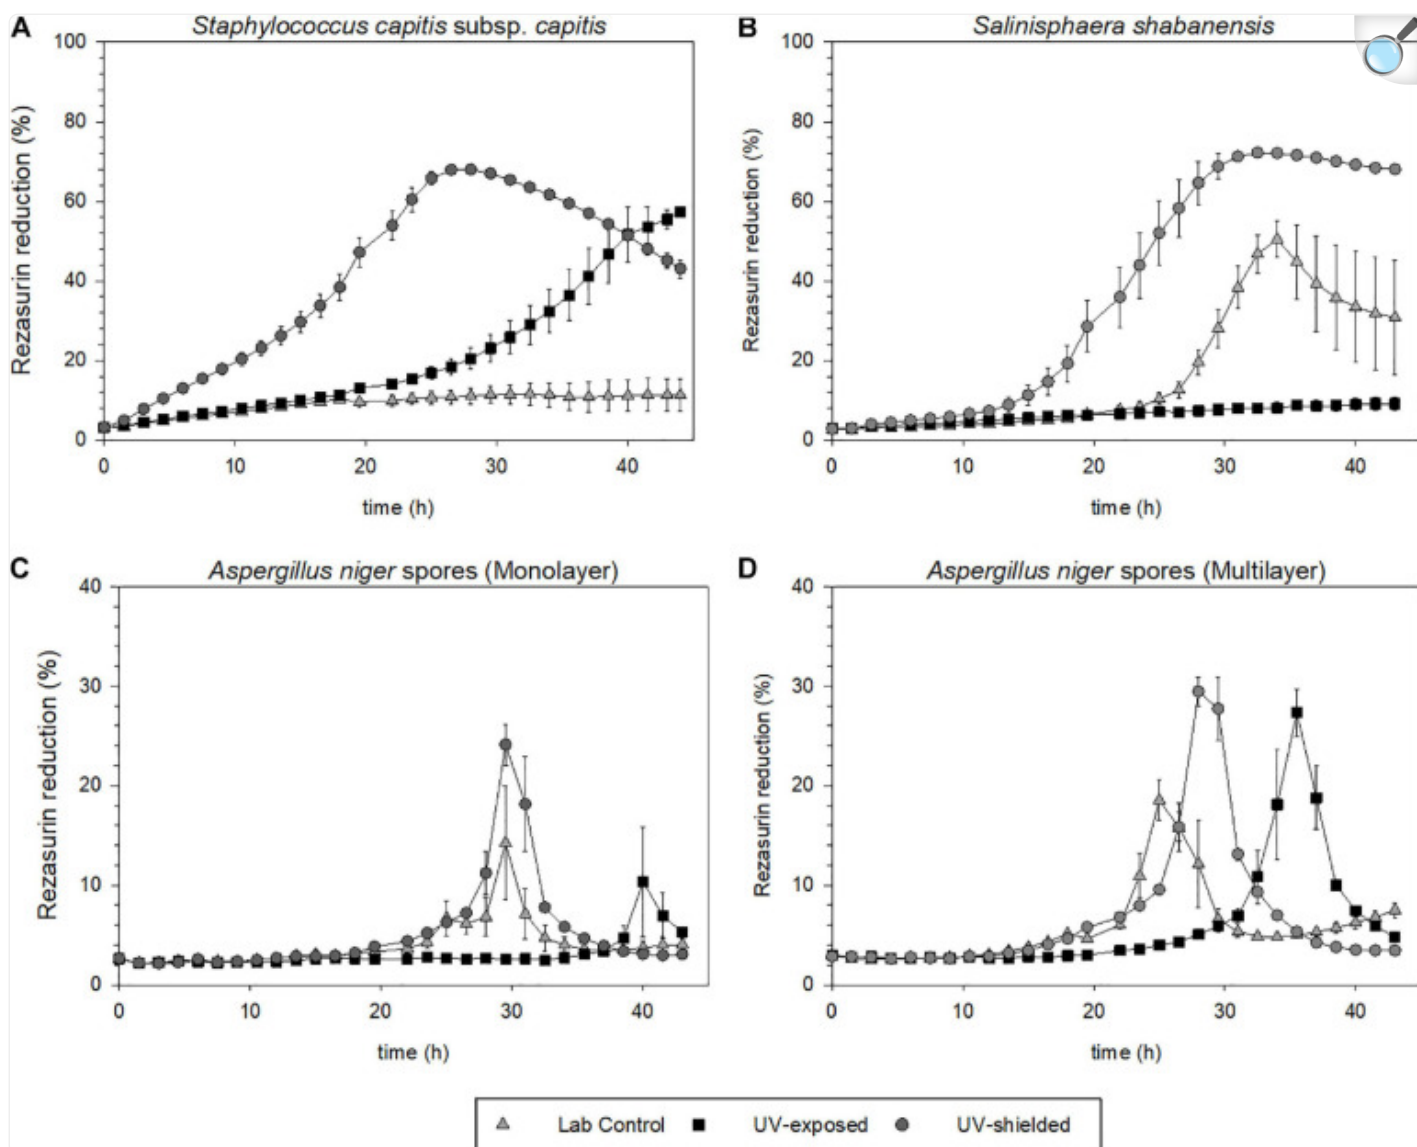 A
Staphylococcus capitis subsp. capitis
Rezasurin reduction (%)
100
80
60
40
20
0
0 10 20 30 40
time (h)
B
Salinisphaera shabanensis
Rezasurin reduction (%)
100
80
60
40
20
0
0 10 20 30 40
time (h)
C
Aspergillus niger spores (Monolayer)
Rezasurin reduction (%)
40
30
20
10
0
0 10 20 30 40
time (h)
D
Aspergillus niger spores (Multilayer)
Rezasurin reduction (%)
40
30
20
10
0
0 10 20 30 40
time (h)
Lab Control UV-exposed UV-shielded